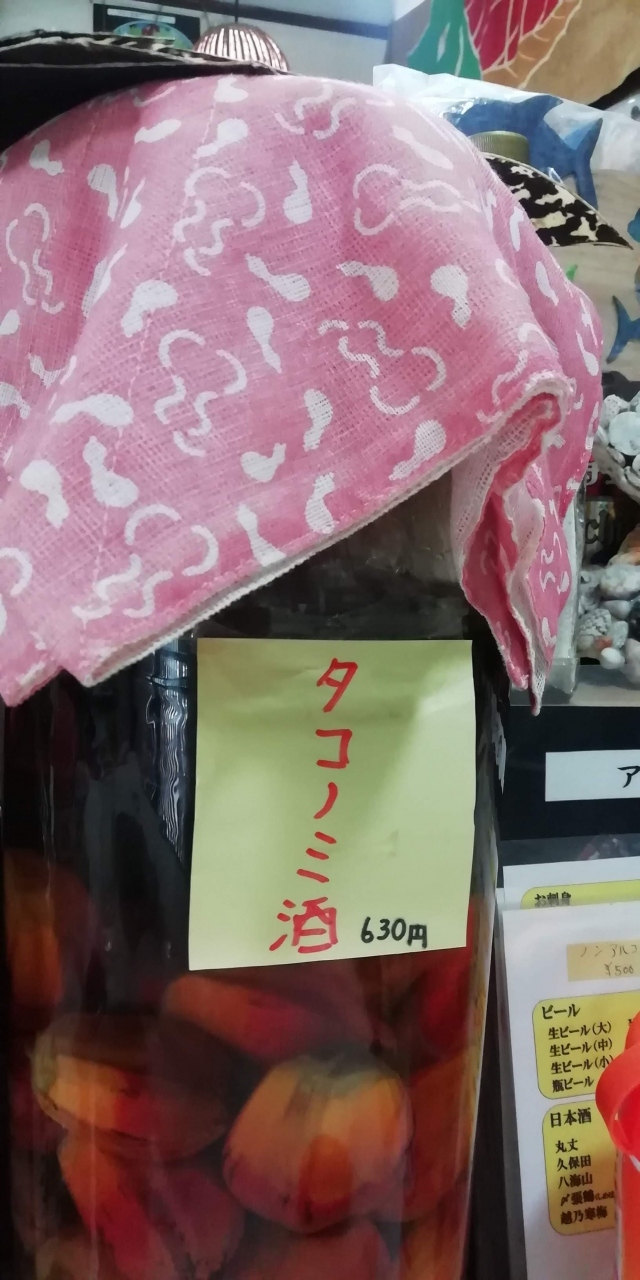 タコノミ酒
630円
ア
お刺身
ノンアルコ
¥500
ビール
生ビール(大)
生ビール(中)
生ビール(小)
瓶ビール
日本酒
丸丈
久保田
八海山
〆張鶴
越乃寒梅